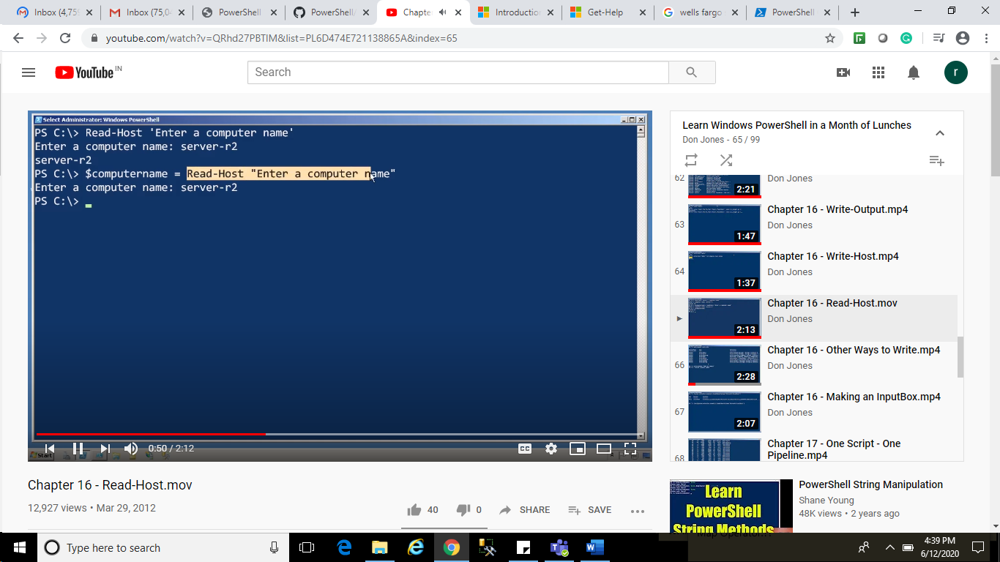 Inbox (4,759
Inbox (75,04
PowerShell
PowerShell/
Chapte
Introduction
Get-Help
wells fargo
PowerShell
youtube.com/watch?v=QRhd27PBTIM&list=PL6D474E721138865A&index=65
YouTube IN
Search
r
Select Administrator: Windows PowerShell
PS C:\> Read-Host 'Enter a computer name'
Enter a computer name: server-r2
server-r2
PS C:\> $computername = Read-Host "Enter a computer name"
Enter a computer name: server-r2
PS C:\>
0:50 / 2:12
CC
Start
Chapter 16 - Read-Host.mov
12,927 views • Mar 29, 2012
40
0
SHARE
SAVE
Learn Windows PowerShell in a Month of Lunches
Don Jones - 65 / 99
62
2:21
Don Jones
63
1:47
Chapter 16 - Write-Output.mp4
Don Jones
64
1:37
Chapter 16 - Write-Host.mp4
Don Jones
2:13
Chapter 16 - Read-Host.mov
Don Jones
66
2:28
Chapter 16 - Other Ways to Write.mp4
Don Jones
67
2:07
Chapter 16 - Making an InputBox.mp4
Don Jones
68
Chapter 17 - One Script - One
Pipeline.mp4
Learn
PowerShell
String Methods
PowerShell String Manipulation
Shane Young
48K views • 2 years ago
Type here to search
4:39 PM
6/12/2020